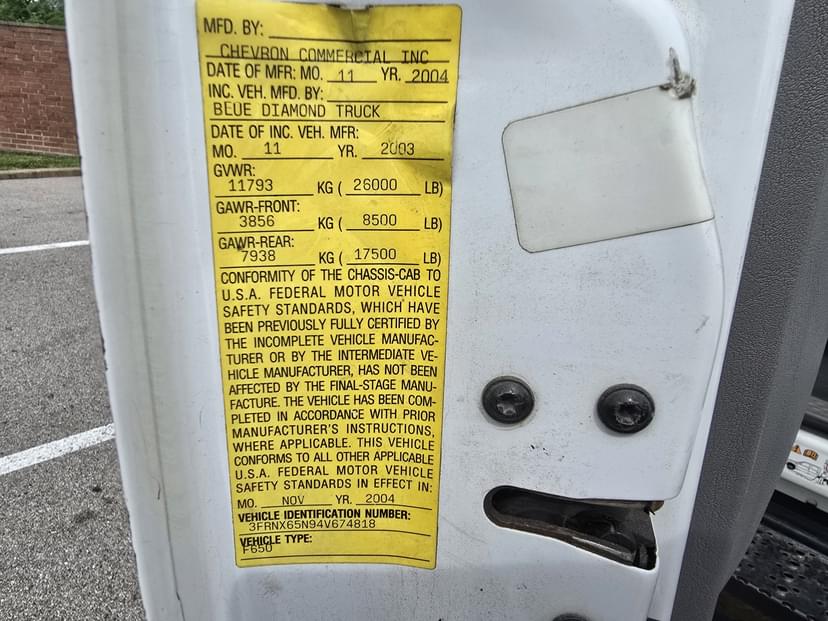 MFD. BY:
CHEVRON COMMERCIAL INC
DATE OF MFR: MO. 11 YR. 2004
INC. VEH. MFD. BY:
BLUE DIAMOND TRUCK
DATE OF INC. VEH. MFR:
MO. 11 YR. 2003
GVWR:
11793 KG ( 26000 LB)
GAWR-FRONT:
3856 KG ( 8500 LB)
GAWR-REAR:
7938 KG ( 17500 LB)
CONFORMITY OF THE CHASSIS-CAB TO
U.S.A. FEDERAL MOTOR VEHICLE
SAFETY STANDARDS, WHICH HAVE
BEEN PREVIOUSLY FULLY CERTIFIED BY
THE INCOMPLETE VEHICLE MANUFAC-
TURER OR BY THE INTERMEDIATE VE-
HICLE MANUFACTURER, HAS NOT BEEN
AFFECTED BY THE FINAL-STAGE MANU-
FACTURE. THE VEHICLE HAS BEEN COM-
PLETED IN ACCORDANCE WITH PRIOR
MANUFACTURER'S INSTRUCTIONS,
WHERE APPLICABLE. THIS VEHICLE
CONFORMS TO ALL OTHER APPLICABLE
U.S.A. FEDERAL MOTOR VEHICLE
SAFETY STANDARDS IN EFFECT IN:
MO. NOV YR. 2004
VEHICLE IDENTIFICATION NUMBER:
3FRNX65N94V674818
VEHICLE TYPE:
F650